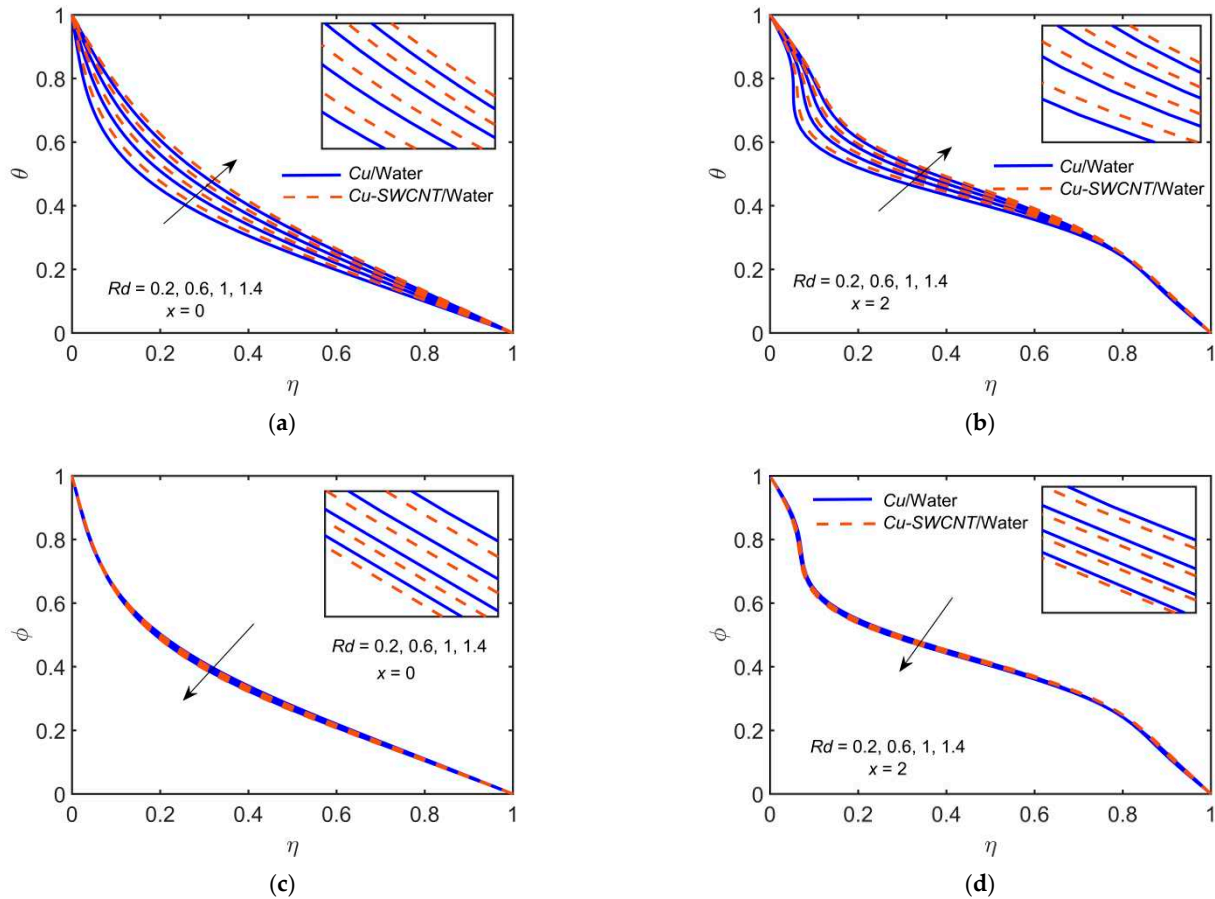 1
0.8
0.6
θ
0.4
0.2
0
0 0.2 0.4 0.6 0.8 1
η
Cu/Water
Cu-SWCNT/Water
Rd = 0.2, 0.6, 1, 1.4
x = 0
(a)
1
0.8
0.6
θ
0.4
0.2
0
0 0.2 0.4 0.6 0.8 1
η
Cu/Water
Cu-SWCNT/Water
Rd = 0.2, 0.6, 1, 1.4
x = 2
(b)
1
0.8
0.6
ϕ
0.4
0.2
0
0 0.2 0.4 0.6 0.8 1
η
Rd = 0.2, 0.6, 1, 1.4
x = 0
(c)
1
0.8
0.6
ϕ
0.4
0.2
0
0 0.2 0.4 0.6 0.8 1
η
Cu/Water
Cu-SWCNT/Water
Rd = 0.2, 0.6, 1, 1.4
x = 2
(d)